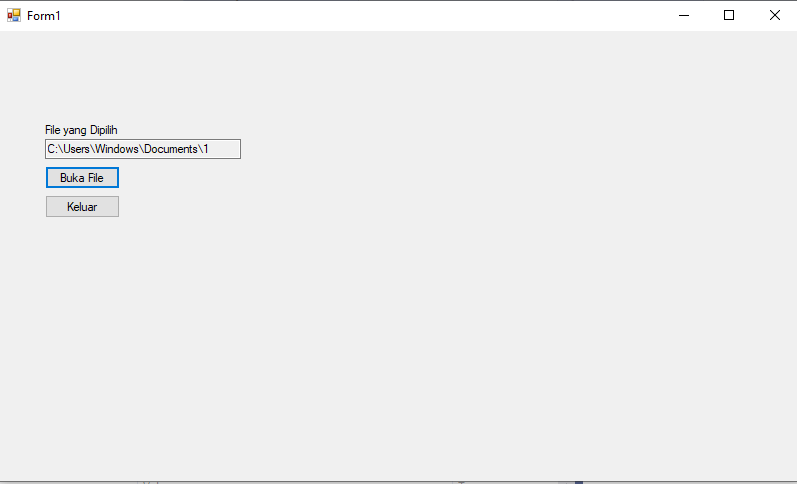 Form1
File yang Dipilih
C:\Users\Windows\Documents\1
Buka File
Keluar